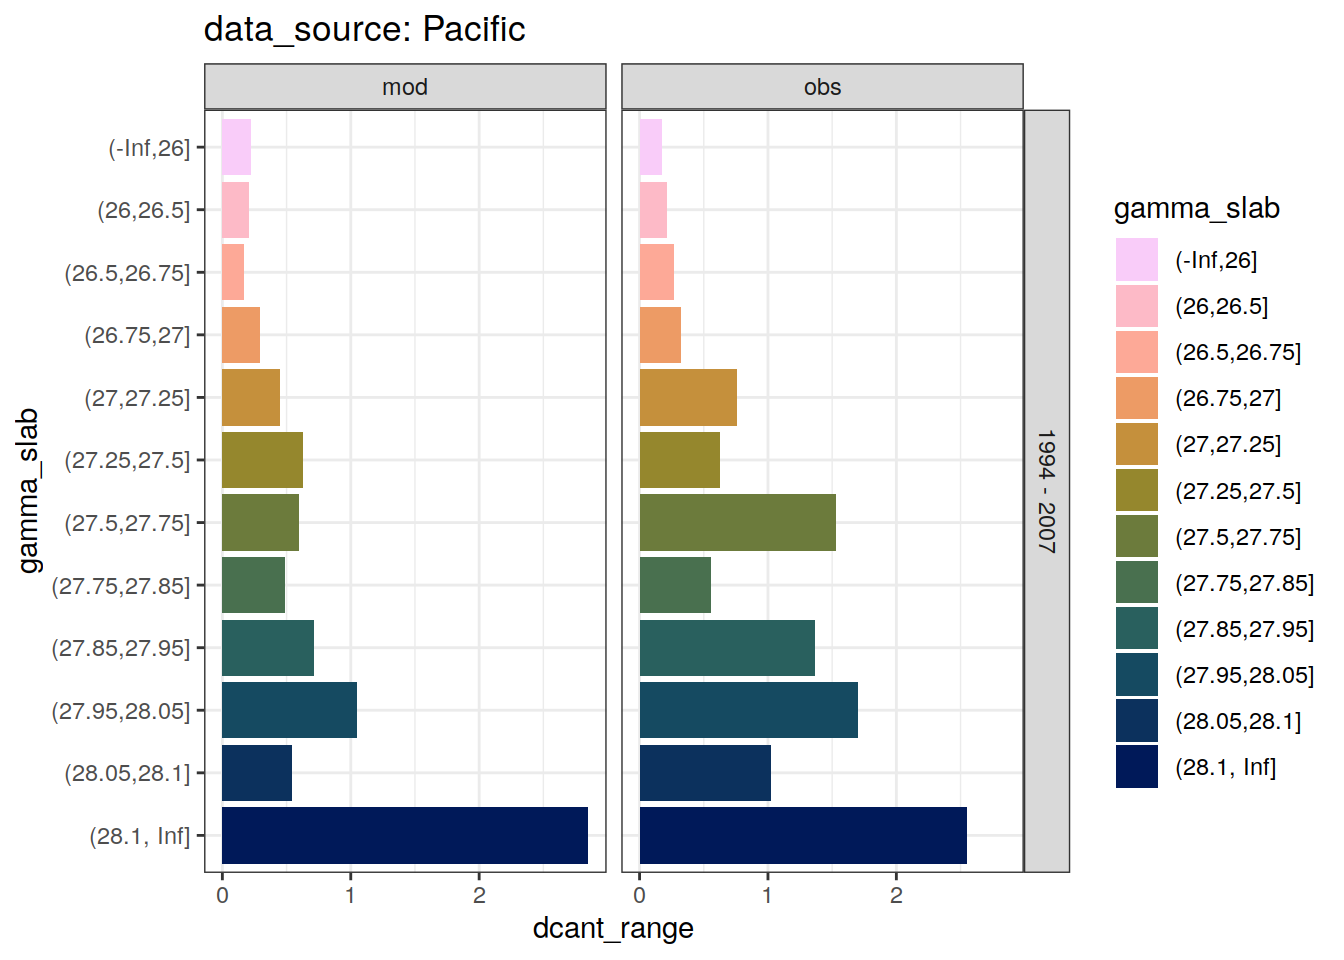 data_source: Pacific
mod
obs
gamma_slab
(-Inf,26]
(26,26.5]
(26.5,26.75]
(26.75,27]
(27,27.25]
(27.25,27.5]
(27.5,27.75]
(27.75,27.85]
(27.85,27.95]
(27.95,28.05]
(28.05,28.1]
(28.1, Inf]
0 1 2
0 1 2
dcant_range
1994 - 2007
gamma_slab
(-Inf,26]
(26,26.5]
(26.5,26.75]
(26.75,27]
(27,27.25]
(27.25,27.5]
(27.5,27.75]
(27.75,27.85]
(27.85,27.95]
(27.95,28.05]
(28.05,28.1]
(28.1, Inf]